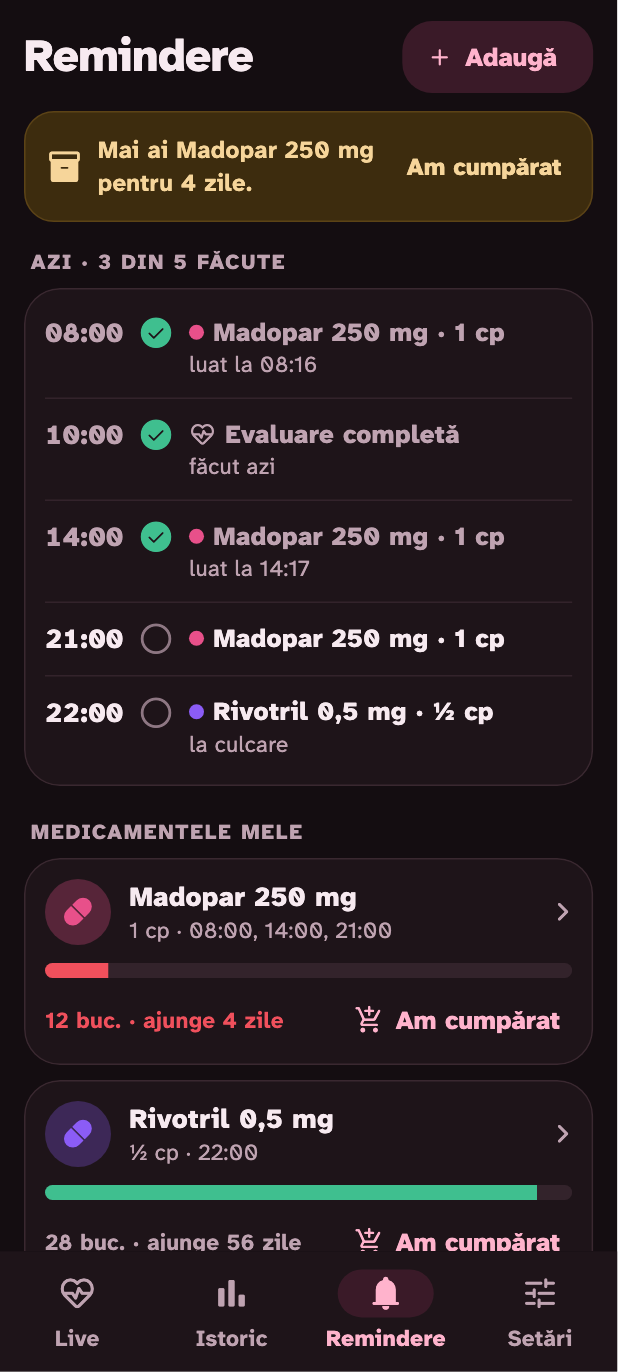 Remindere
+ Adaugă
Mai ai Madopar 250 mg
pentru 4 zile.
Am cumpărat
AZI · 3 DIN 5 FĂCUTE
08:00 Madopar 250 mg · 1 cp
luat la 08:16
10:00 Evaluare completă
făcut azi
14:00 Madopar 250 mg · 1 cp
luat la 14:17
21:00 Madopar 250 mg · 1 cp
22:00 Rivotril 0,5 mg · ½ cp
la culcare
MEDICAMENTELE MELE
Madopar 250 mg
1 cp · 08:00, 14:00, 21:00
12 buc. · ajunge 4 zile
Am cumpărat
Rivotril 0,5 mg
½ cp · 22:00
28 buc. · ajunge 56 zile
Am cumpărat
Live
Istoric
Remindere
Setări